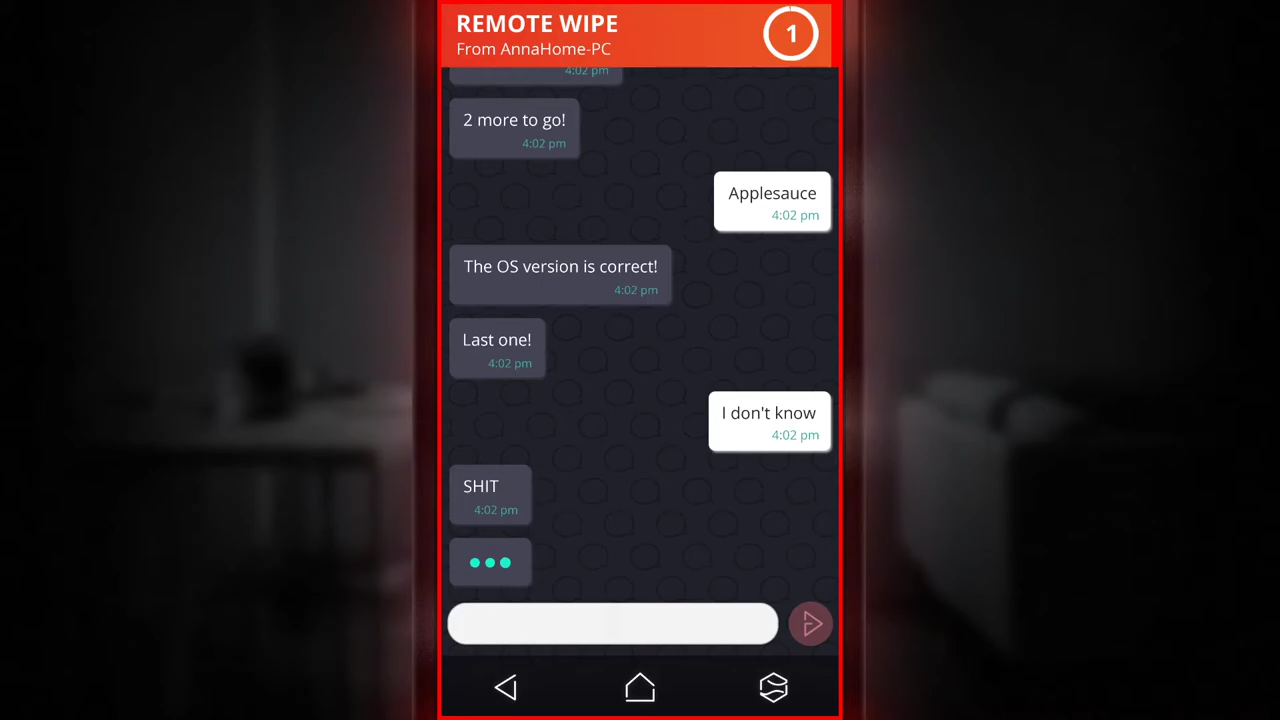 REMOTE WIPE
From AnnaHome-PC
1
4:02 pm
2 more to go!
4:02 pm
Applesauce
4:02 pm
The OS version is correct!
4:02 pm
Last one!
4:02 pm
I don't know
4:02 pm
SHIT
4:02 pm